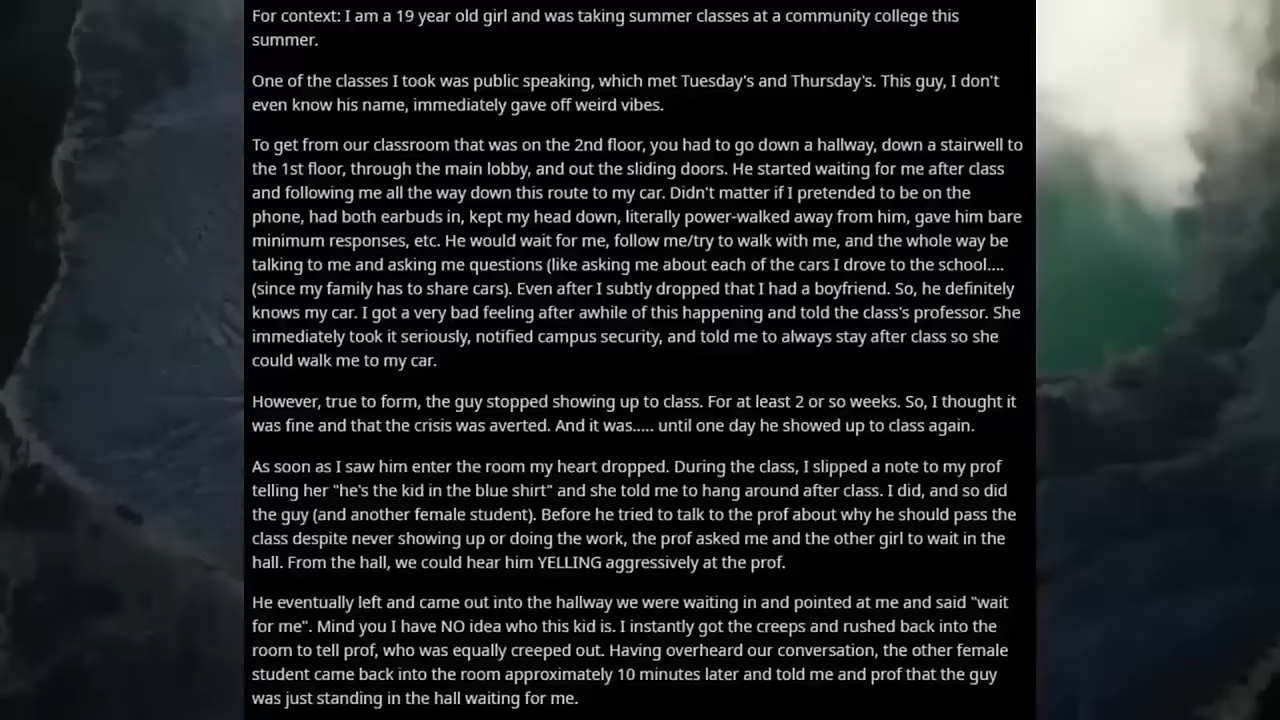 For context: I am a 19 year old girl and was taking summer classes at a community college this
summer.
One of the classes I took was public speaking, which met Tuesday's and Thursday's. This guy, I don't
even know his name, immediately gave off weird vibes.
To get from our classroom that was on the 2nd floor, you had to go down a hallway, down a stairwell to
the 1st floor, through the main lobby, and out the sliding doors. He started waiting for me after class
and following me all the way down this route to my car. Didn't matter if I pretended to be on the
phone, had both earbuds in, kept my head down, literally power-walked away from him, gave him bare
minimum responses, etc. He would wait for me, follow me/try to walk with me, and the whole way be
talking to me and asking me questions (like asking me about each of the cars I drove to the school....
(since my family has to share cars). Even after I subtly dropped that I had a boyfriend. So, he definitely
knows my car. I got a very bad feeling after awhile of this happening and told the class's professor. She
immediately took it seriously, notified campus security, and told me to always stay after class so she
could walk me to my car.
However, true to form, the guy stopped showing up to class. For at least 2 or so weeks. So, I thought it
was fine and that the crisis was averted. And it was..... until one day he showed up to class again.
As soon as I saw him enter the room my heart dropped. During the class, I slipped a note to my prof
telling her "he's the kid in the blue shirt" and she told me to hang around after class. I did, and so did
the guy (and another female student). Before he tried to talk to the prof about why he should pass the
class despite never showing up or doing the work, the prof asked me and the other girl to wait in the
hall. From the hall, we could hear him YELLING aggressively at the prof.
He eventually left and came out into the hallway we were waiting in and pointed at me and said "wait
for me". Mind you I have NO idea who this kid is. I instantly got the creeps and rushed back into the
room to tell prof, who was equally creeped out. Having overheard our conversation, the other female
student came back into the room approximately 10 minutes later and told me and prof that the guy
was just standing in the hall waiting for me.